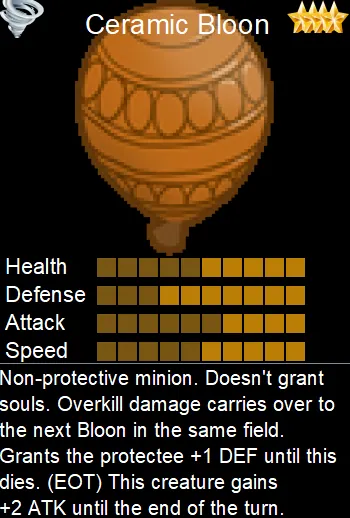 Ceramic Bloon
Health
Defense
Attack
Speed
Non-protective minion. Doesn't grant
souls. Overkill damage carries over to
the next Bloon in the same field.
Grants the protectee +1 DEF until this
dies. (EOT) This creature gains
+2 ATK until the end of the turn.